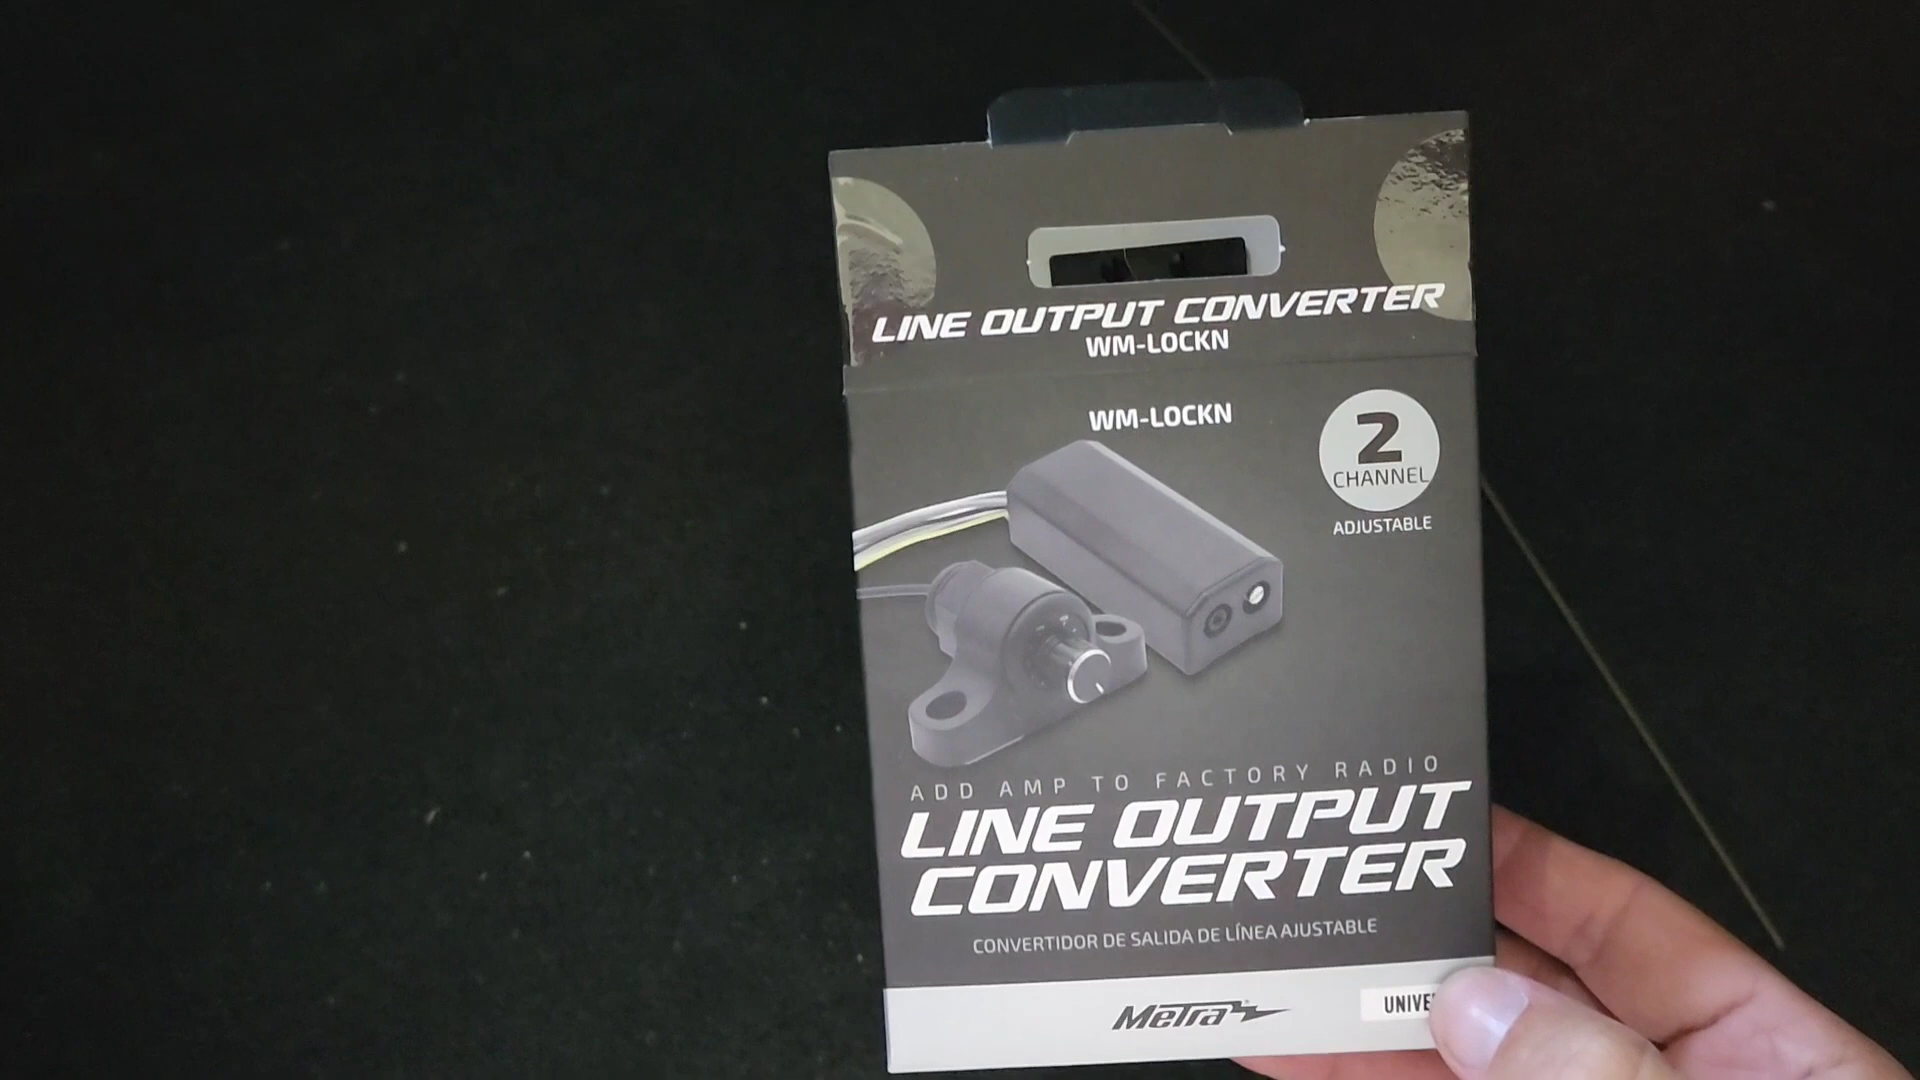 LINE OUTPUT CONVERTER
WM-LOCKN
WM-LOCKN
2
CHANNEL
ADJUSTABLE
ADD AMP TO FACTORY RADIO
LINE OUTPUT
CONVERTER
CONVERTIDOR DE SALIDA DE LÍNEA AJUSTABLE
Metra